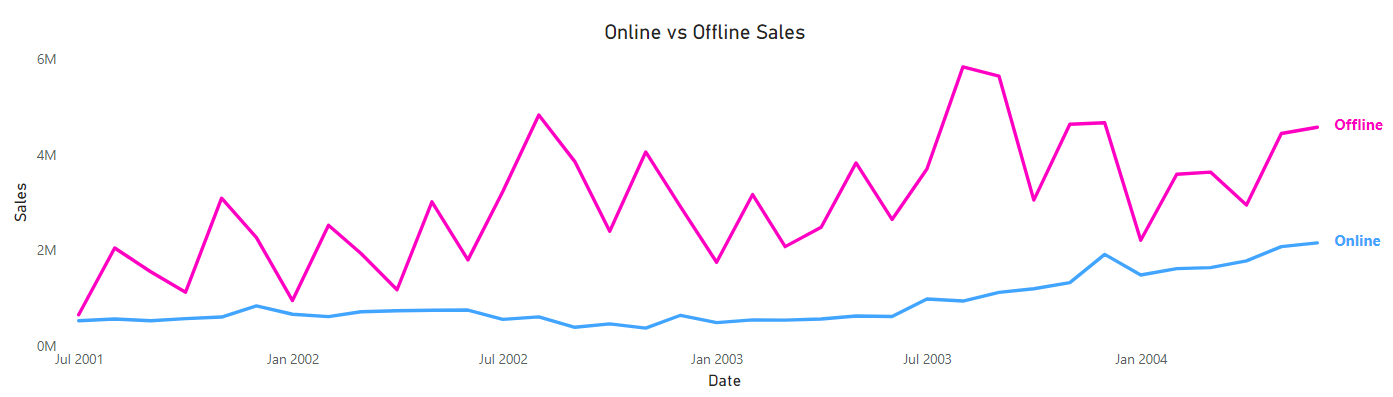 Online vs Offline Sales
6M
4M
2M
0M
Sales
Offline
Online
Jul 2001
Jan 2002
Jul 2002
Jan 2003
Jul 2003
Jan 2004
Date